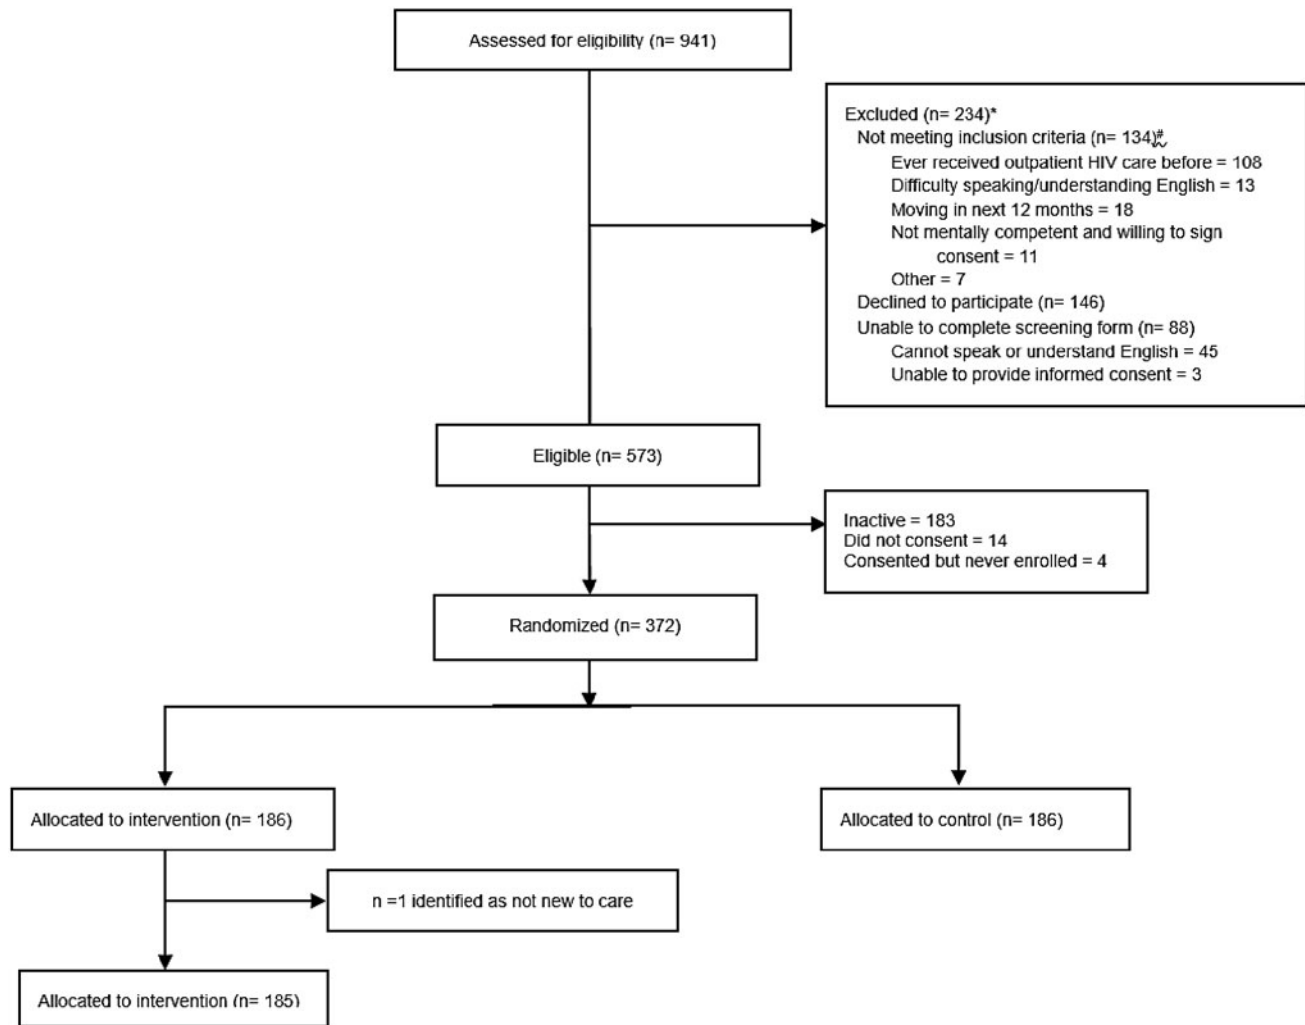 Assessed for eligibility (n= 941)
Excluded (n= 234)*
Not meeting inclusion criteria (n= 134)#
Ever received outpatient HIV care before = 108
Difficulty speaking/understanding English = 13
Moving in next 12 months = 18
Not mentally competent and willing to sign
consent = 11
Other = 7
Declined to participate (n= 146)
Unable to complete screening form (n= 88)
Cannot speak or understand English = 45
Unable to provide informed consent = 3
Eligible (n= 573)
Inactive = 183
Did not consent = 14
Consented but never enrolled = 4
Randomized (n= 372)
Allocated to intervention (n= 186)
Allocated to control (n= 186)
n =1 identified as not new to care
Allocated to intervention (n= 185)